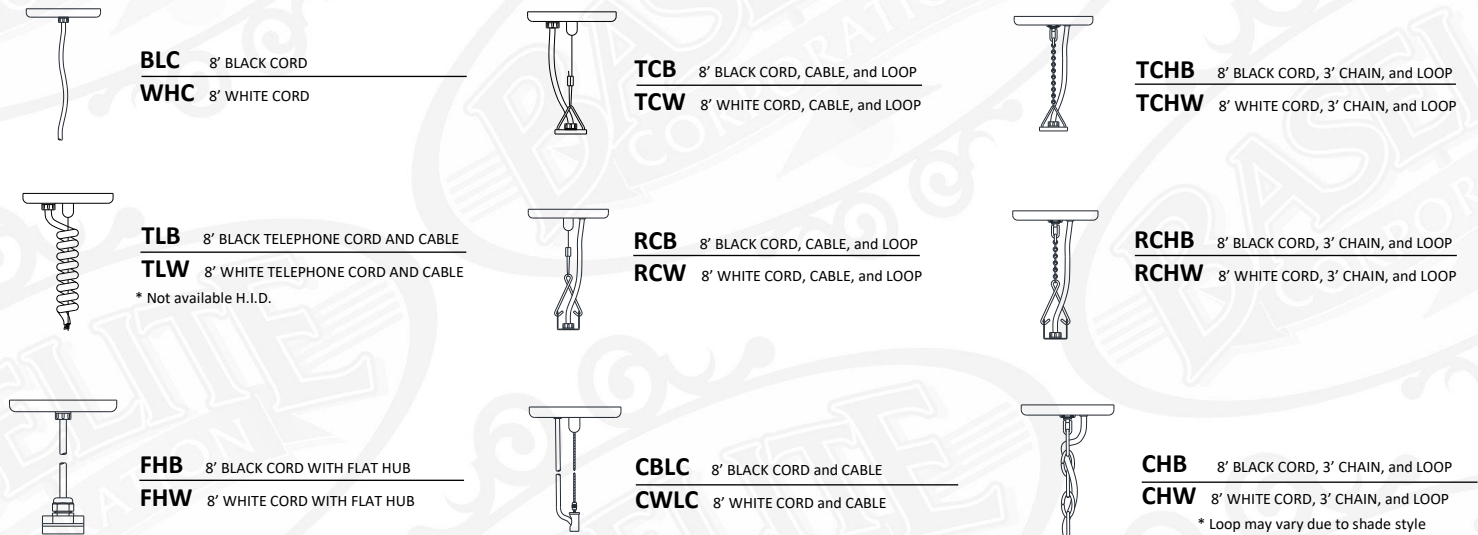 BLC 8’ BLACK CORD
WHC 8’ WHITE CORD
TCB 8’ BLACK CORD, CABLE, and LOOP
TCW 8’ WHITE CORD, CABLE, and LOOP
TCHB 8’ BLACK CORD, 3’ CHAIN, and LOOP
TCHW 8’ WHITE CORD, 3’ CHAIN, and LOOP
TLB 8’ BLACK TELEPHONE CORD AND CABLE
TLW 8’ WHITE TELEPHONE CORD AND CABLE
* Not available H.I.D.
RCB 8’ BLACK CORD, CABLE, and LOOP
RCW 8’ WHITE CORD, CABLE, and LOOP
RCHB 8’ BLACK CORD, 3’ CHAIN, and LOOP
RCHW 8’ WHITE CORD, 3’ CHAIN, and LOOP
FHB 8’ BLACK CORD WITH FLAT HUB
FHW 8’ WHITE CORD WITH FLAT HUB
CBLC 8’ BLACK CORD and CABLE
CWLC 8’ WHITE CORD and CABLE
CHB 8’ BLACK CORD, 3’ CHAIN, and LOOP
CHW 8’ WHITE CORD, 3’ CHAIN, and LOOP
* Loop may vary due to shade style